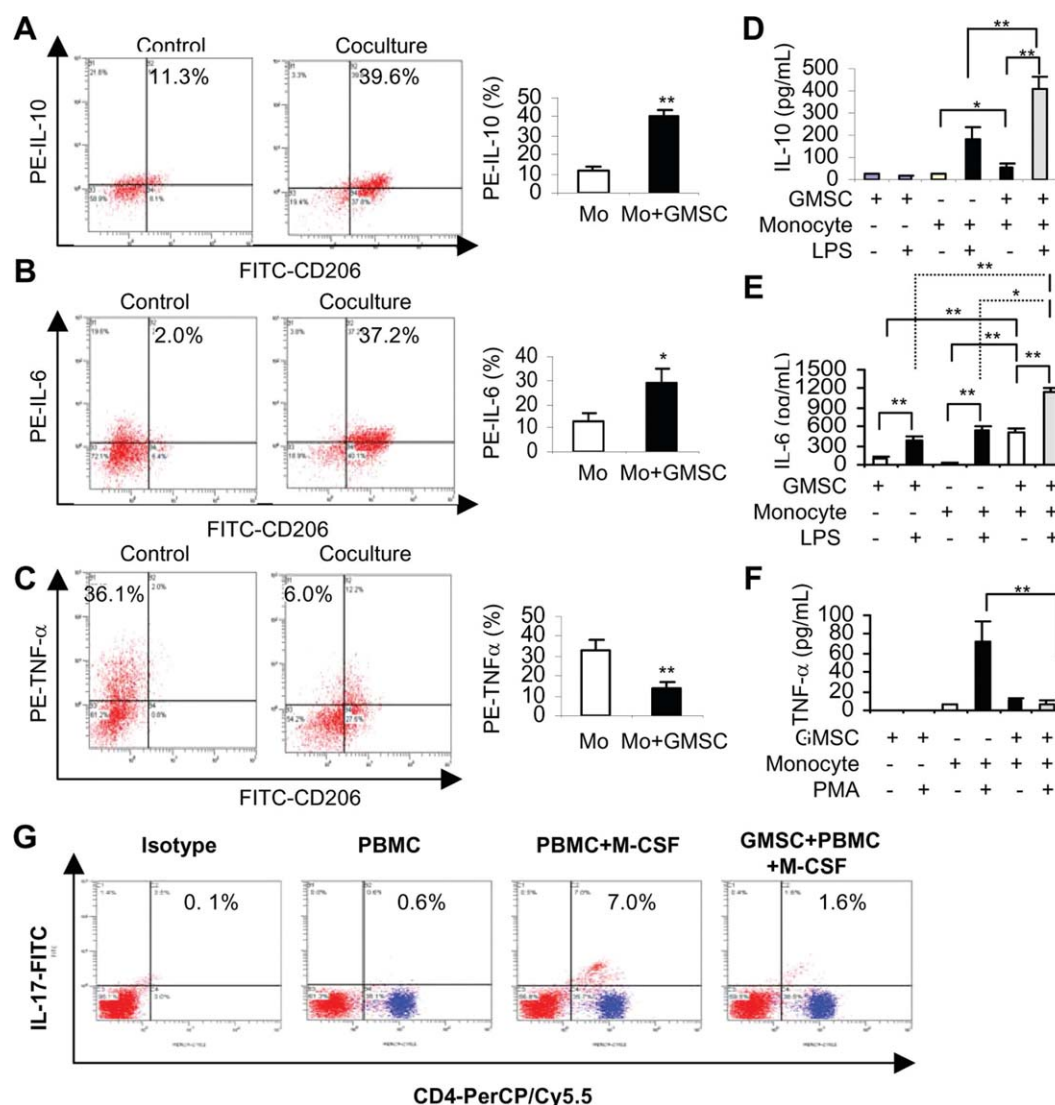 A
Control
Coculture
11.3%
39.6%
PE-IL-10
FITC-CD206
PE-IL-10 (%)
50
40
30
20
10
0
**
Mo Mo+GMSC
B
Control
Coculture
2.0%
37.2%
PE-IL-6
FITC-CD206
PE-IL-6 (%)
40
30
20
10
0
*
Mo Mo+GMSC
C
Control
Coculture
36.1%
6.0%
PE-TNF-α
FITC-CD206
PE-TNFα (%)
50
40
30
20
10
0
**
Mo Mo+GMSC
D
IL-10 (pg/mL)
500
400
300
200
100
0
**
**
*
GMSC + + - - + +
Monocyte - - + + + +
LPS - + - + - +
E
IL-6 (pg/mL)
1500
1200
900
600
300
0
**
*
**
**
**
**
**
GMSC + + - - + +
Monocyte - - + + + +
LPS - + - + - +
F
TNF-α (pg/mL)
100
80
60
40
20
0
**
GMSC + + - - + +
Monocyte - - + + + +
PMA - + - + - +
G
Isotype
PBMC
PBMC+M-CSF
GMSC+PBMC
+M-CSF
0. 1%
0.6%
7.0%
1.6%
IL-17-FITC
CD4-PerCP/Cy5.5